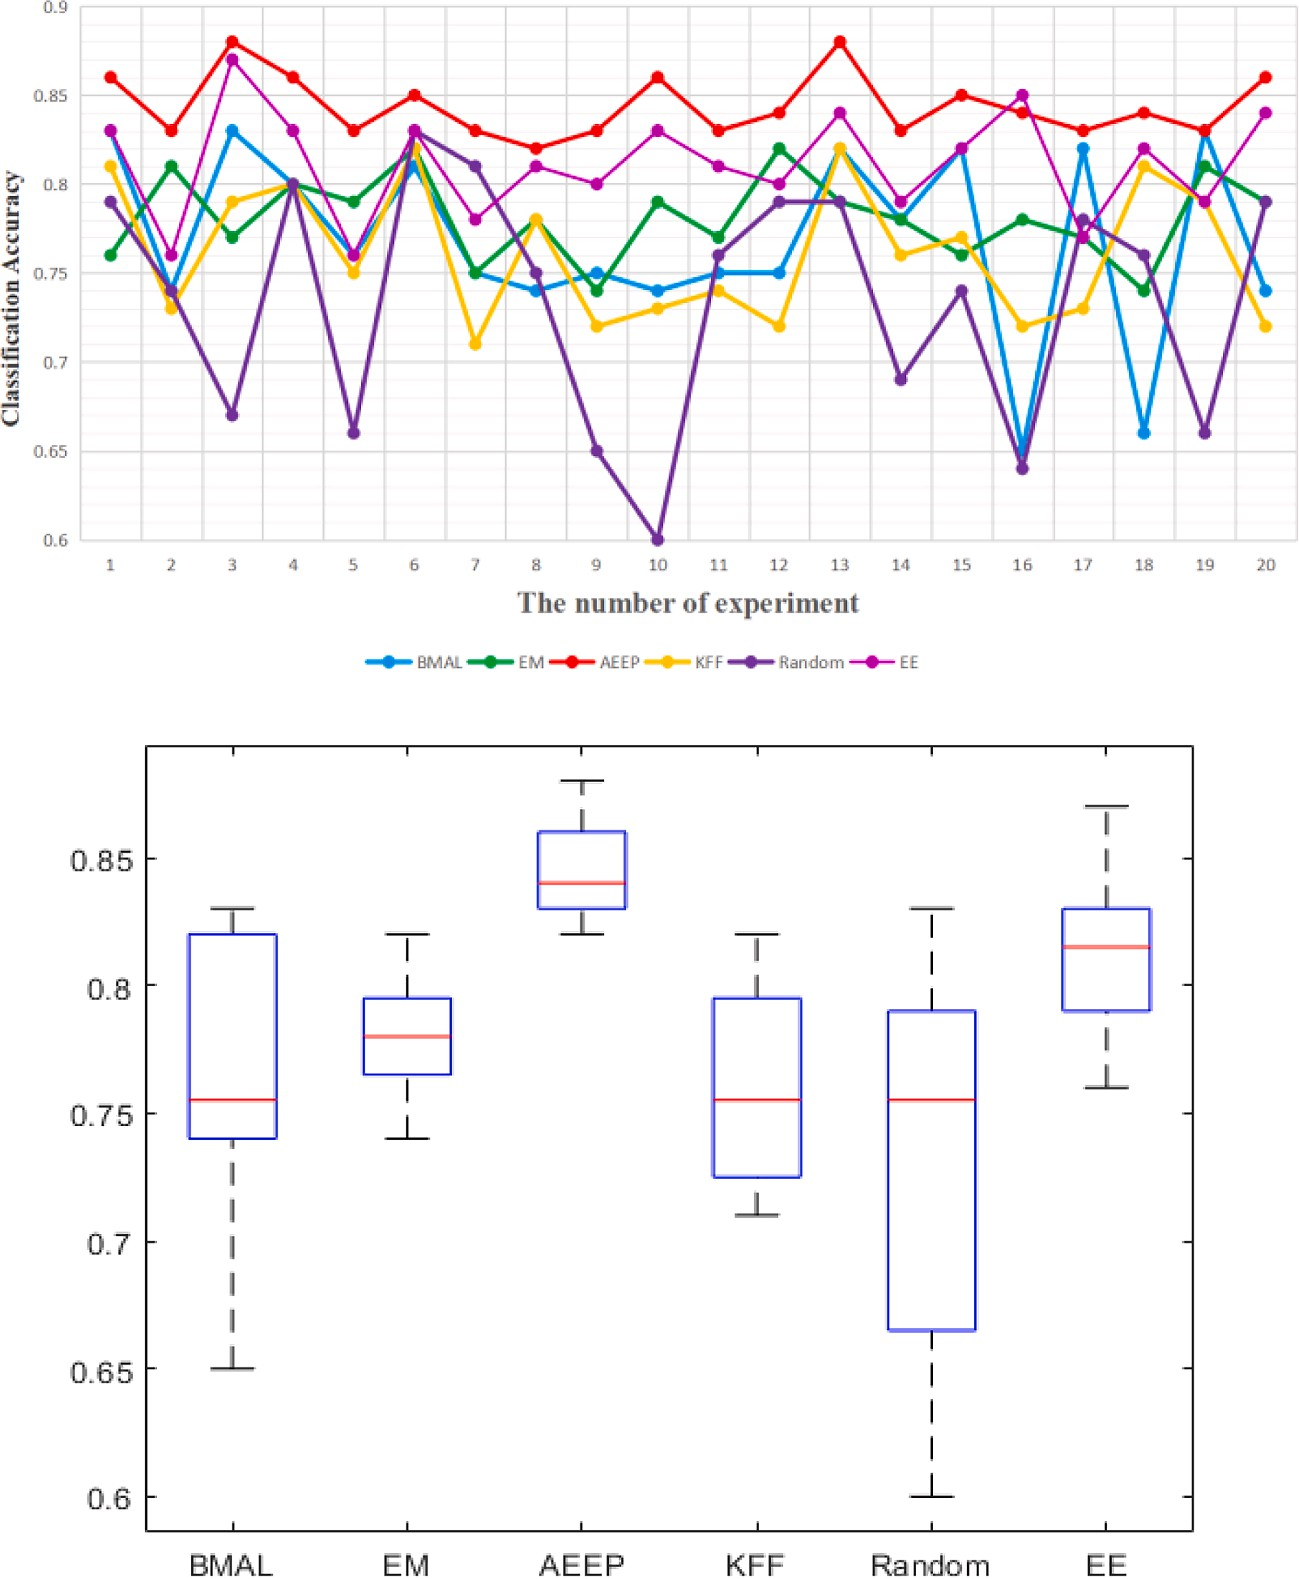 0.9
0.85
0.8
0.75
0.7
0.65
0.6
Classification Accuracy
1 2 3 4 5 6 7 8 9 10 11 12 13 14 15 16 17 18 19 20
The number of experiment
BMAL EM AEEP KFF Random EE
0.85
0.8
0.75
0.7
0.65
0.6
BMAL EM AEEP KFF Random EE